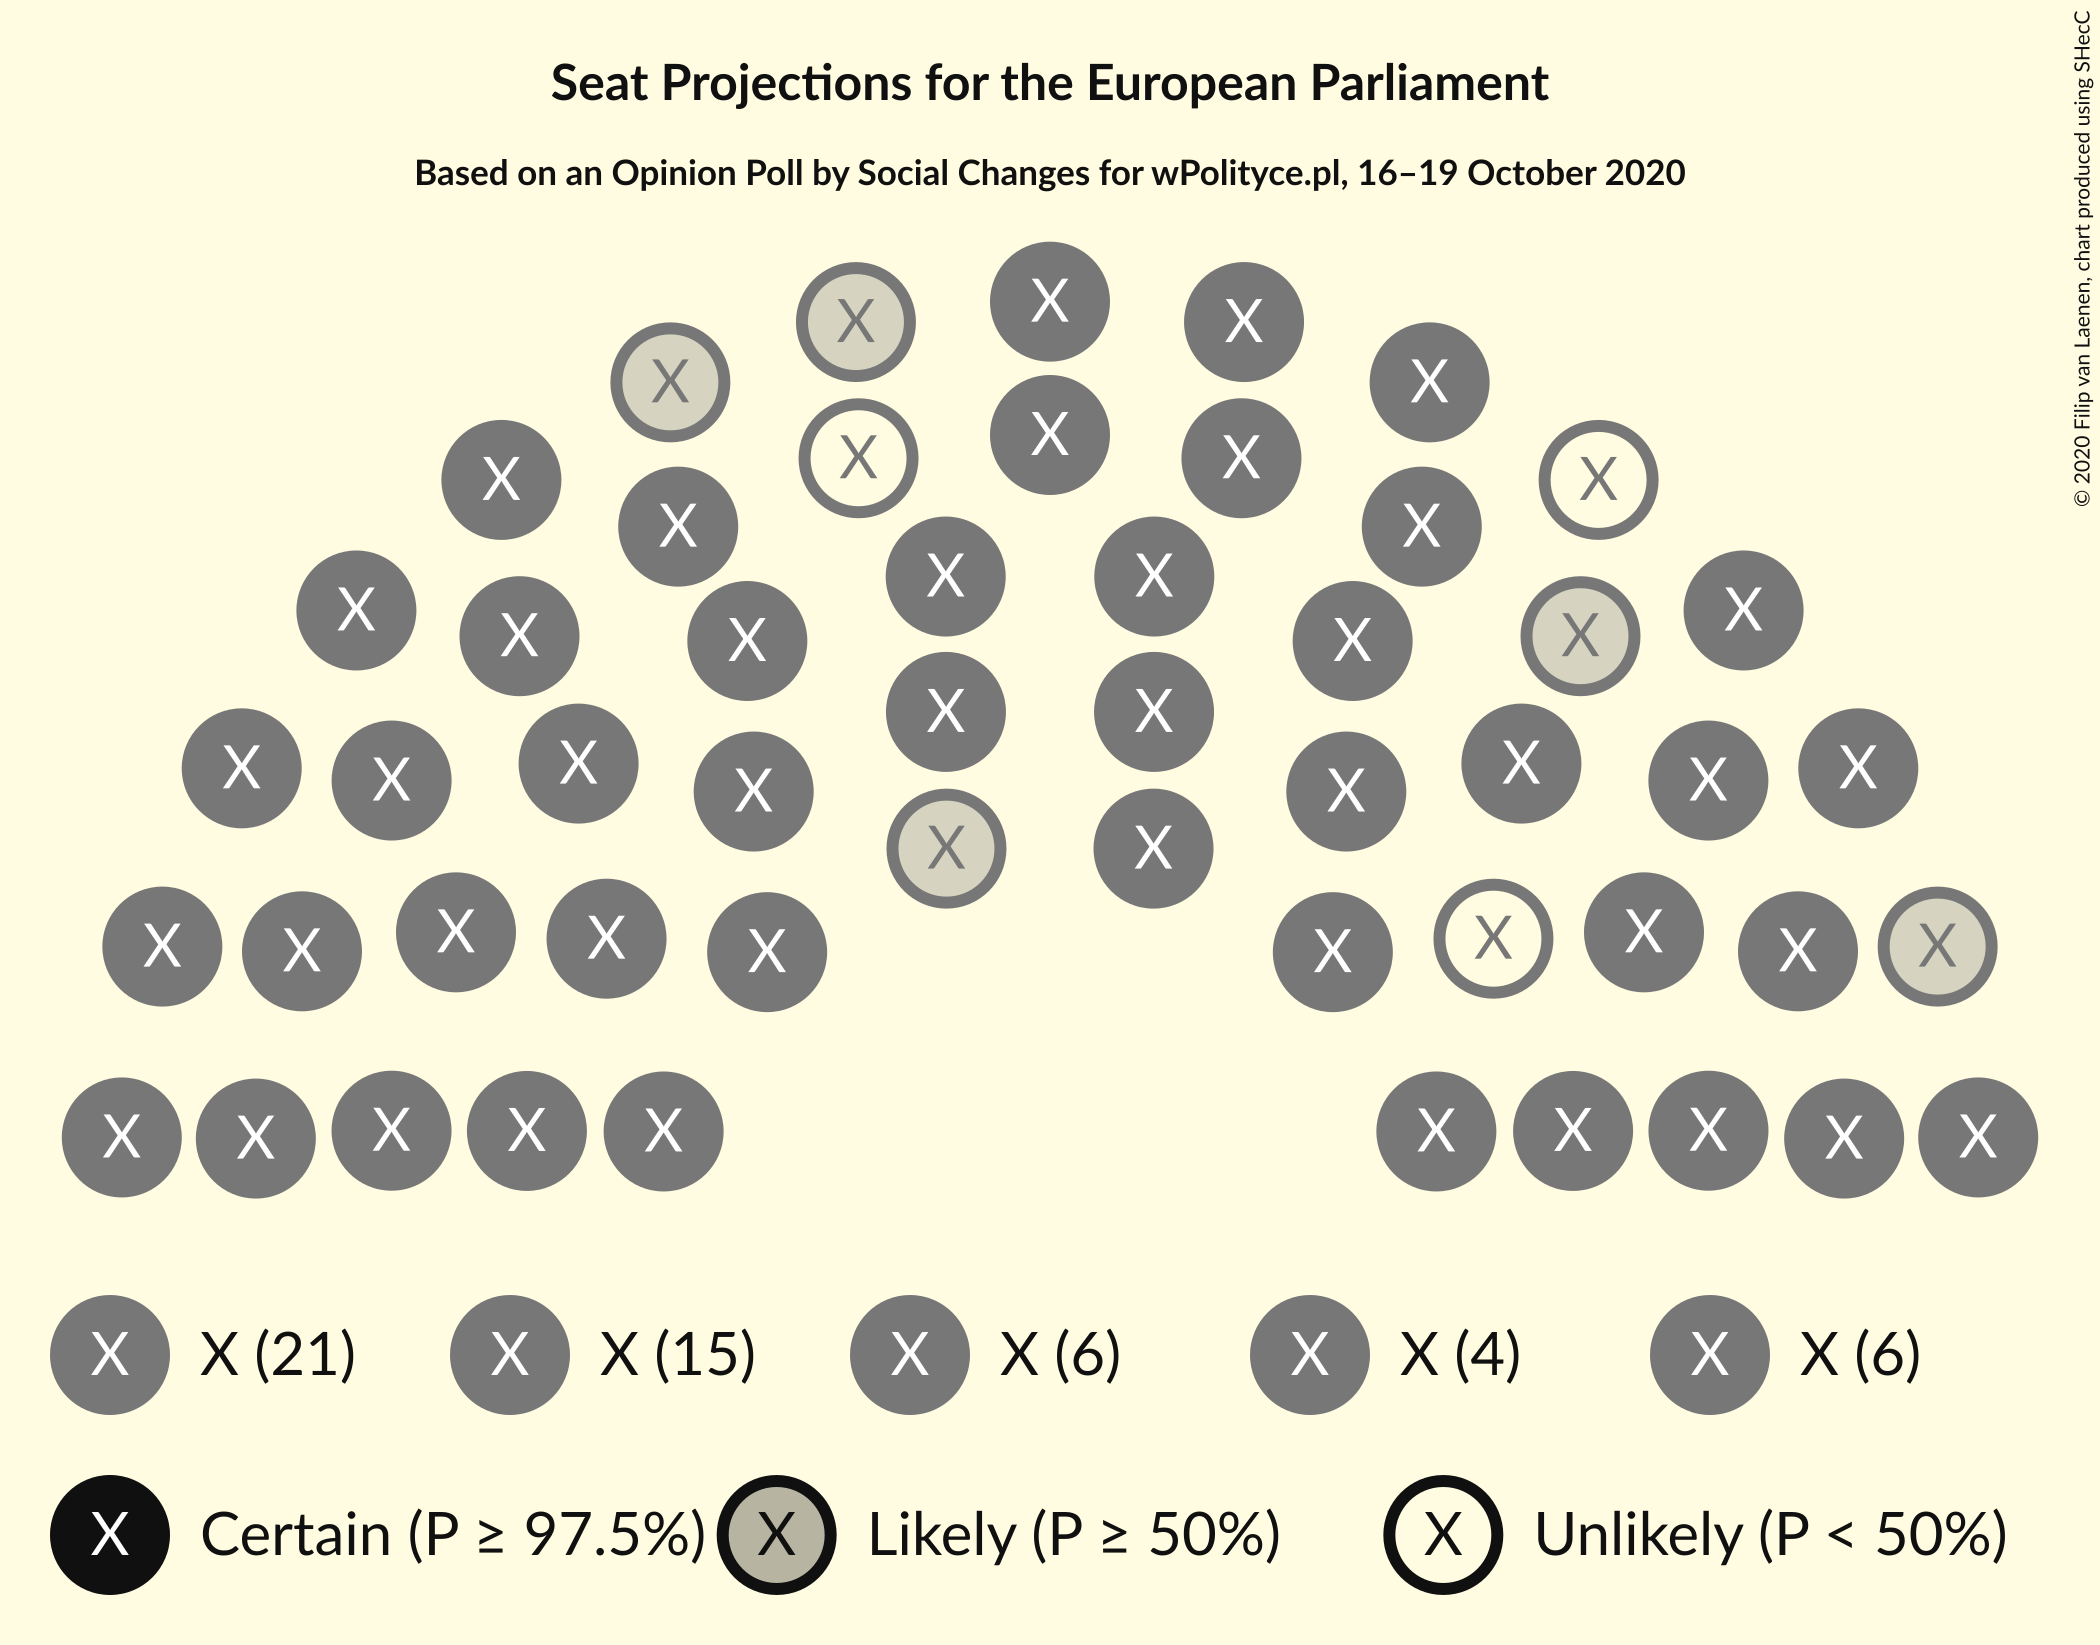 Seat Projections for the European Parliament
Based on an Opinion Poll by Social Changes for wPolityce.pl, 16–19 October 2020
© 2020 Filip van Laenen, chart produced using SHecC
X X X X X
X X X X X
X X X X
X X X X X X
X X
X X X X X X X X
X X
X X X X X X X X X X
X X X X X X X X X X
X X (21) X X (15) X X (6) X X (4) X X (6)
X Certain (P ≥ 97.5%) X Likely (P ≥ 50%) X Unlikely (P < 50%)